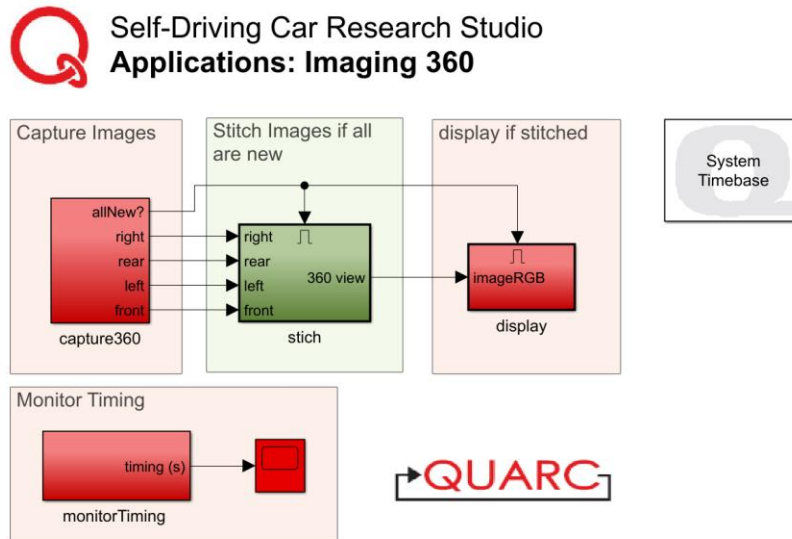 Self-Driving Car Research Studio
Applications: Imaging 360
Capture Images
allNew?
right
rear
left
front
capture360
Stitch Images if all
are new
right
rear
left
front
360 view
stich
display if stitched
imageRGB
display
System
Timebase
Monitor Timing
timing (s)
monitorTiming
QUARC